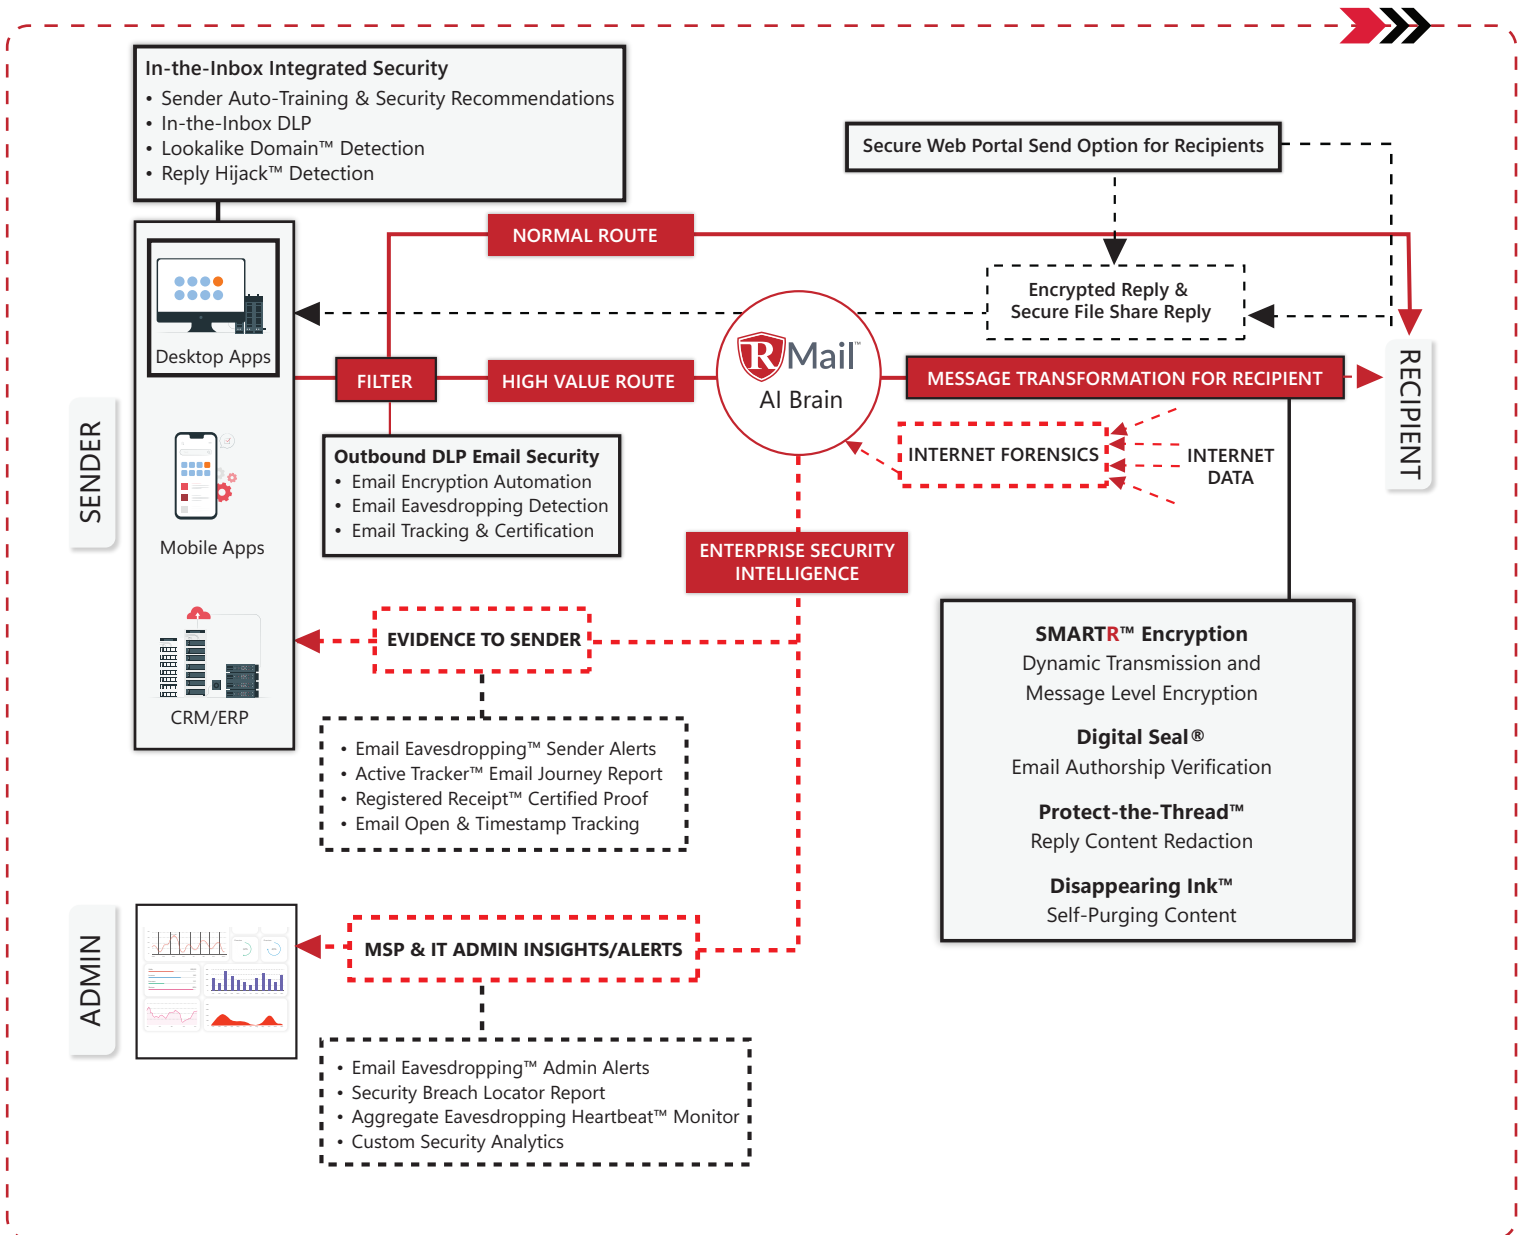 In-the-Inbox Integrated Security
• Sender Auto-Training & Security Recommendations
• In-the-Inbox DLP
• Lookalike Domain™ Detection
• Reply Hijack™ Detection
Secure Web Portal Send Option for Recipients
NORMAL ROUTE
Encrypted Reply &
Secure File Share Reply
Desktop Apps
FILTER
HIGH VALUE ROUTE
RMail™
AI Brain
MESSAGE TRANSFORMATION FOR RECIPIENT
RECIPIENT
SENDER
Outbound DLP Email Security
• Email Encryption Automation
• Email Eavesdropping Detection
• Email Tracking & Certification
INTERNET FORENSICS
INTERNET
DATA
Mobile Apps
ENTERPRISE SECURITY
INTELLIGENCE
EVIDENCE TO SENDER
CRM/ERP
• Email Eavesdropping™ Sender Alerts
• Active Tracker™ Email Journey Report
• Registered Receipt™ Certified Proof
• Email Open & Timestamp Tracking
SMARTR™ Encryption
Dynamic Transmission and
Message Level Encryption
Digital Seal®
Email Authorship Verification
Protect-the-Thread™
Reply Content Redaction
Disappearing Ink™
Self-Purging Content
ADMIN
MSP & IT ADMIN INSIGHTS/ALERTS
• Email Eavesdropping™ Admin Alerts
• Security Breach Locator Report
• Aggregate Eavesdropping Heartbeat™ Monitor
• Custom Security Analytics